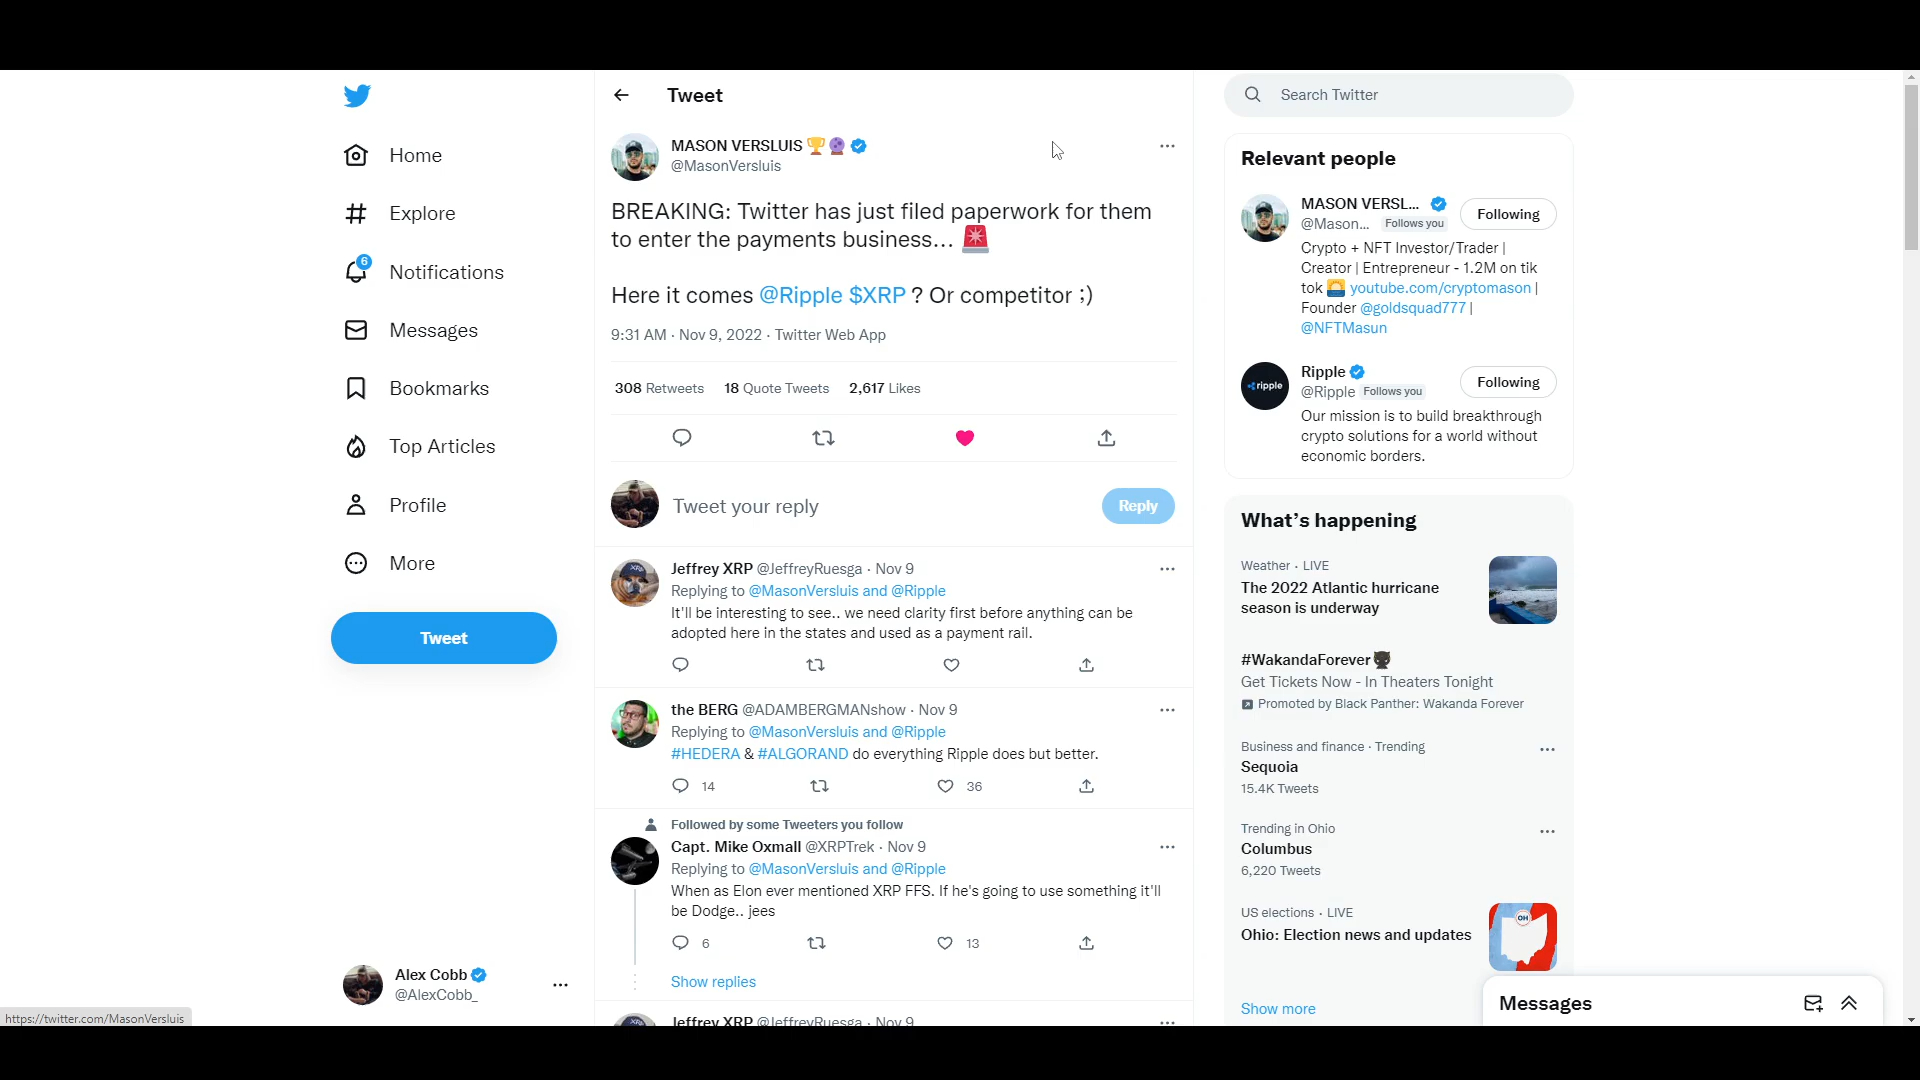 Home
Explore
6
Notifications
Messages
Bookmarks
Top Articles
Profile
More
Tweet
Alex Cobb
@AlexCobb_
https://twitter.com/MasonVersluis
Tweet
MASON VERSLUIS
@MasonVersluis
BREAKING: Twitter has just filed paperwork for them
to enter the payments business...
Here it comes @Ripple $XRP ? Or competitor ;)
9:31 AM · Nov 9, 2022 · Twitter Web App
308 Retweets 18 Quote Tweets 2,617 Likes
Tweet your reply
Reply
Jeffrey XRP @JeffreyRuesga · Nov 9
Replying to @MasonVersluis and @Ripple
It'll be interesting to see.. we need clarity first before anything can be
adopted here in the states and used as a payment rail.
the BERG @ADAMBERGMANshow · Nov 9
Replying to @MasonVersluis and @Ripple
#HEDERA & #ALGORAND do everything Ripple does but better.
14 36
Followed by some Tweeters you follow
Capt. Mike Oxmall @XRPTrek · Nov 9
Replying to @MasonVersluis and @Ripple
When as Elon ever mentioned XRP FFS. If he's going to use something it'll
be Dodge.. jees
6 13
Show replies
Jeffrey XRP @JeffreyRuesga · Nov 9
Search Twitter
Relevant people
MASON VERSL...
@Mason... Follows you
Following
Crypto + NFT Investor/Trader |
Creator | Entrepreneur - 1.2M on tik
tok youtube.com/cryptomason |
Founder @goldsquad777 |
@NFTMasun
ripple
Ripple
@Ripple Follows you
Following
Our mission is to build breakthrough
crypto solutions for a world without
economic borders.
What's happening
Weather · LIVE
The 2022 Atlantic hurricane
season is underway
#WakandaForever
Get Tickets Now - In Theaters Tonight
Promoted by Black Panther: Wakanda Forever
Business and finance · Trending
Sequoia
15.4K Tweets
Trending in Ohio
Columbus
6,220 Tweets
US elections · LIVE
Ohio: Election news and updates
OH
Show more
Messages